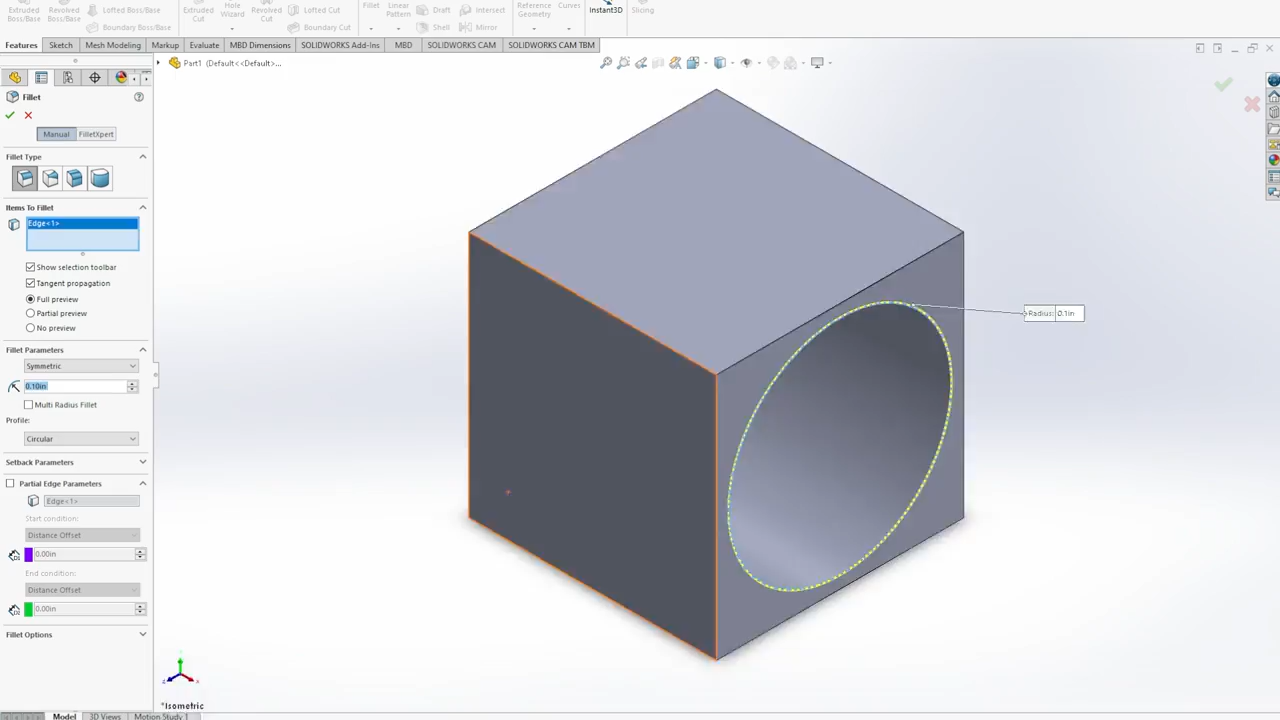 Extruded Boss/Base
Revolved Boss/Base
Lofted Boss/Base
Boundary Boss/Base
Extruded Cut
Hole Wizard
Revolved Cut
Lofted Cut
Boundary Cut
Fillet
Linear Pattern
Draft
Shell
Intersect
Mirror
Reference Geometry
Curves
Instant3D
Slicing
Features Sketch Mesh Modeling Markup Evaluate MBD Dimensions SOLIDWORKS Add-Ins MBD SOLIDWORKS CAM SOLIDWORKS CAM TBM
Part1 (Default<<Default>...
Fillet
Manual FilletXpert
Fillet Type
Items To Fillet
Edge<1>
Show selection toolbar
Tangent propagation
Full preview
Partial preview
No preview
Fillet Parameters
Symmetric
0.10in
Multi Radius Fillet
Profile:
Circular
Setback Parameters
Partial Edge Parameters
Edge<1>
Start condition:
Distance Offset
0.00in
End condition:
Distance Offset
0.00in
Fillet Options
Radius: 0.1in
*Isometric
Model 3D Views Motion Study 1